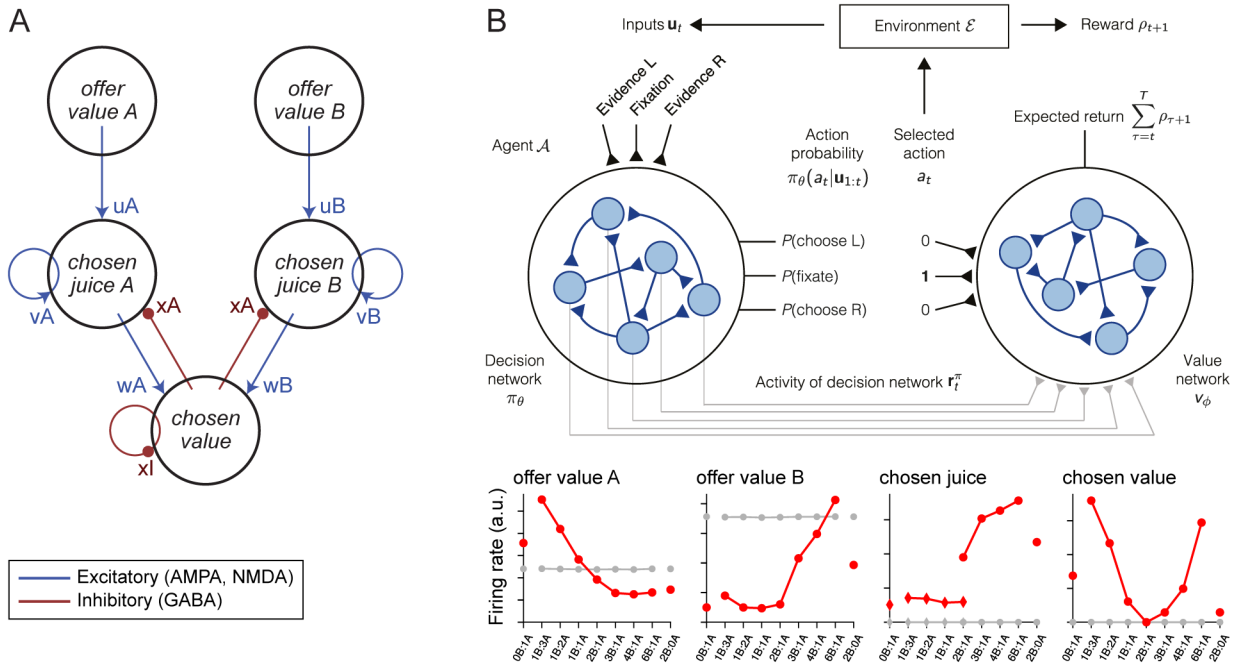 A
offer
value A
offer
value B
uA
uB
chosen
juice A
chosen
juice B
vA
xA
xA
vB
wA
wB
chosen
value
xI
Excitatory (AMPA, NMDA)
Inhibitory (GABA)
B
Inputs u_t
Environment ℰ
Reward ρ_{t+1}
Evidence L
Fixation
Evidence R
Agent 𝒜
Action
probability
π_θ(a_t|u_{1:t})
Selected
action
a_t
Expected return ∑_{τ=t}^{T} ρ_{τ+1}
P(choose L)
0
P(fixate)
1
P(choose R)
0
Decision
network
π_θ
Activity of decision network r_t^π
Value
network
v_ϕ
offer value A
offer value B
chosen juice
chosen value
Firing rate (a.u.)
0B:1A 1B:3A 1B:2A 1B:1A 2B:1A 3B:1A 4B:1A 6B:1A 2B:0A
0B:1A 1B:3A 1B:2A 1B:1A 2B:1A 3B:1A 4B:1A 6B:1A 2B:0A
0B:1A 1B:3A 1B:2A 1B:1A 2B:1A 3B:1A 4B:1A 6B:1A 2B:0A
0B:1A 1B:3A 1B:2A 1B:1A 2B:1A 3B:1A 4B:1A 6B:1A 2B:0A